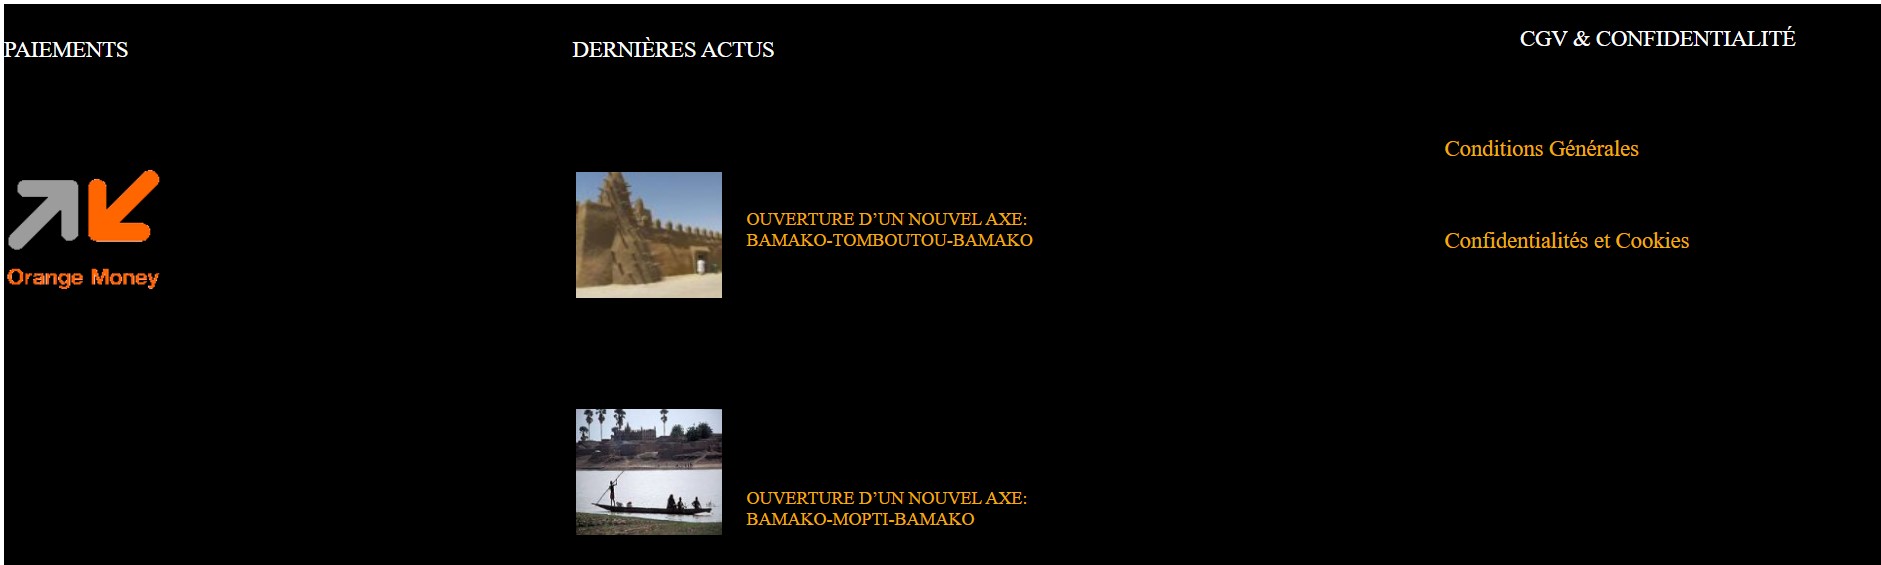 PAIEMENTS
Orange Money
DERNIÈRES ACTUS
OUVERTURE D’UN NOUVEL AXE:
BAMAKO-TOMBOUTOU-BAMAKO
OUVERTURE D’UN NOUVEL AXE:
BAMAKO-MOPTI-BAMAKO
CGV & CONFIDENTIALITÉ
Conditions Générales
Confidentialités et Cookies